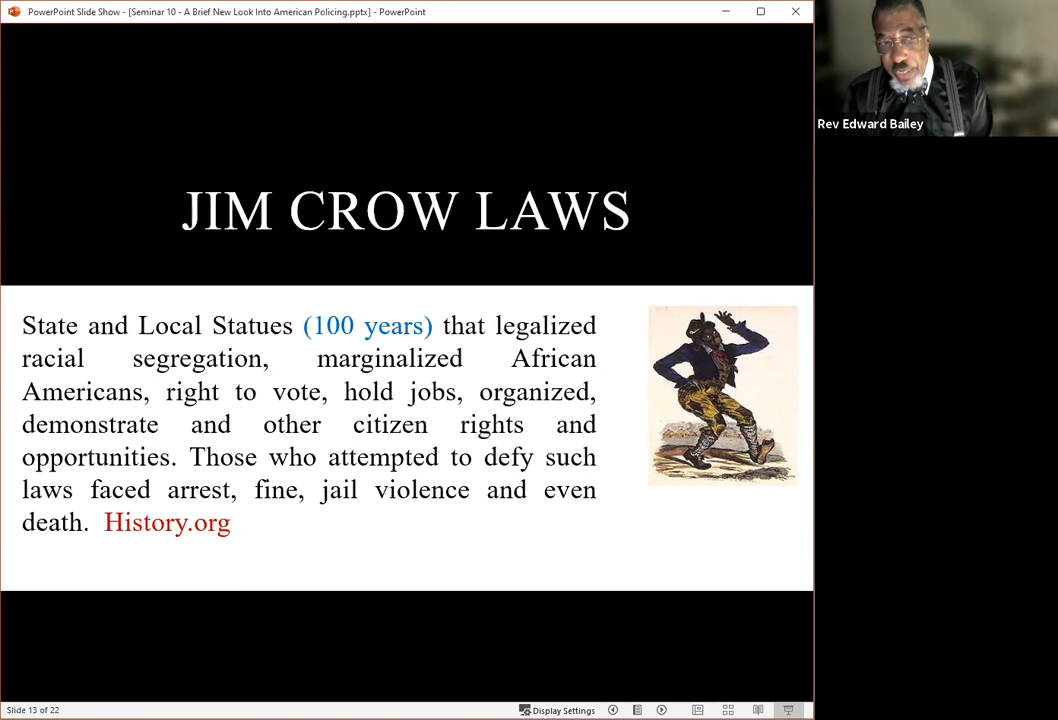 PowerPoint Slide Show - [Seminar 10 - A Brief New Look Into American Policing.pptx] - PowerPoint
Rev Edward Bailey
JIM CROW LAWS
State and Local Statues (100 years) that legalized
racial segregation, marginalized African
Americans, right to vote, hold jobs, organized,
demonstrate and other citizen rights and
opportunities. Those who attempted to defy such
laws faced arrest, fine, jail violence and even
death. History.org
Slide 13 of 22
Display Settings